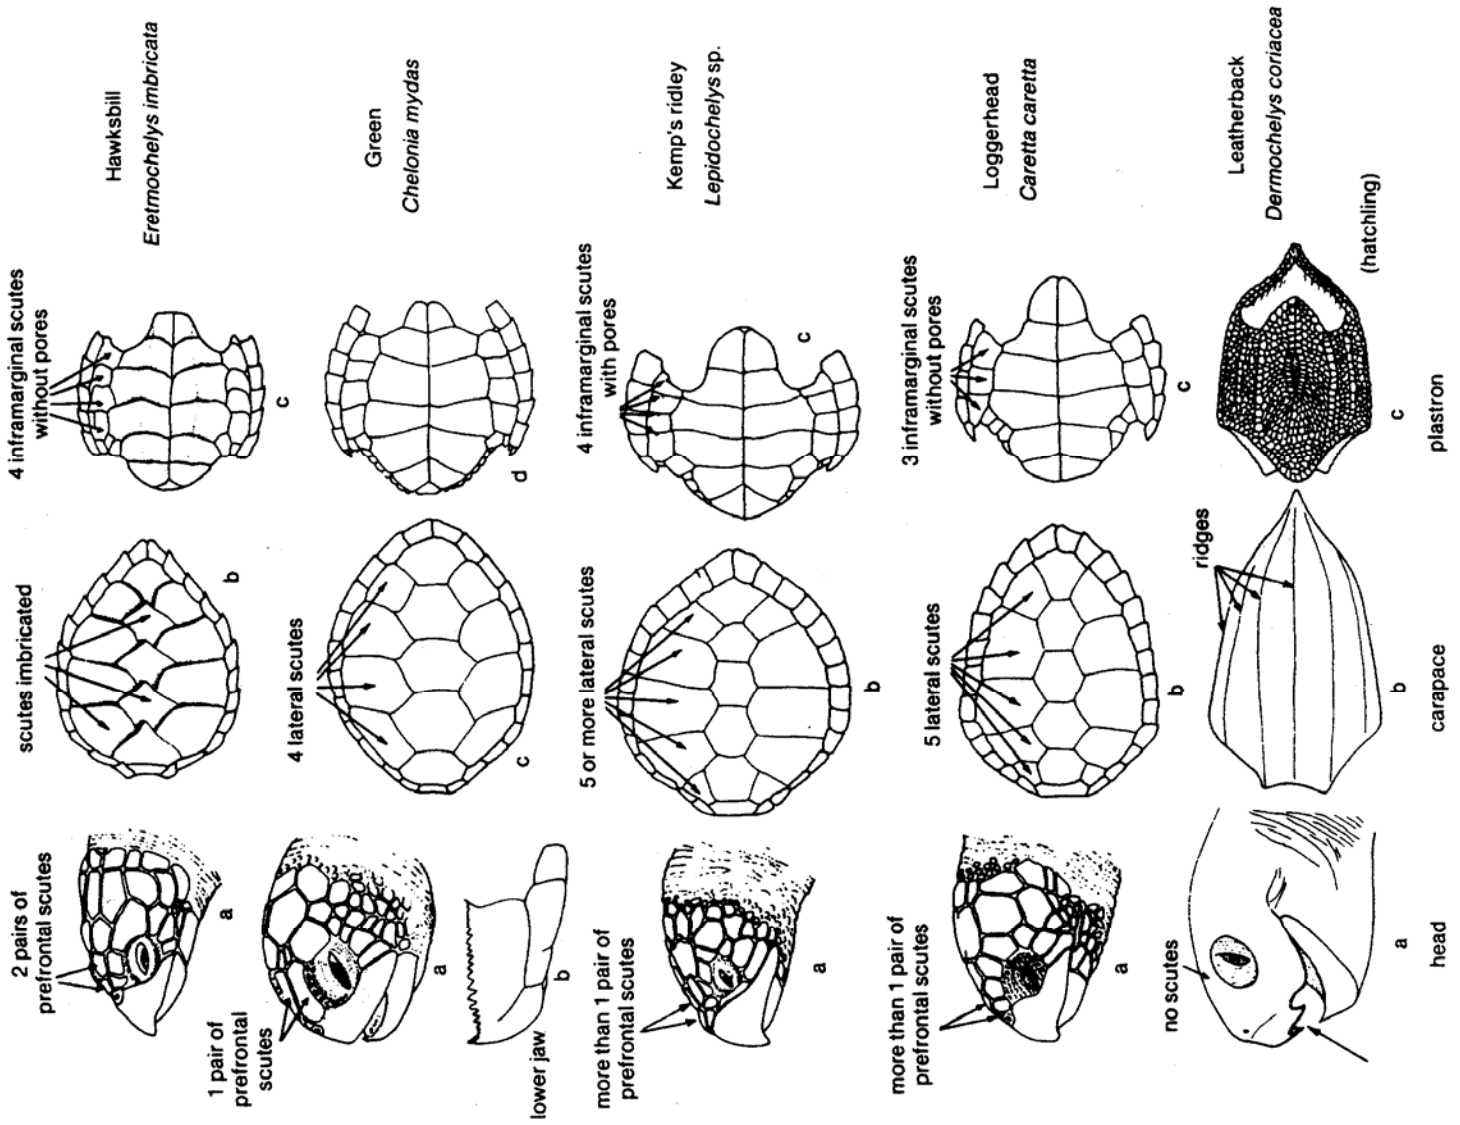 Hawksbill
Eretmochelys imbricata
4 inframarginal scutes
without pores
c
scutes imbricated
b
2 pairs of
prefrontal scutes
a
Green
Chelonia mydas
d
4 lateral scutes
c
1 pair of
prefrontal
scutes
a
lower jaw
b
Kemp's ridley
Lepidochelys sp.
4 inframarginal scutes
with pores
c
5 or more lateral scutes
b
more than 1 pair of
prefrontal scutes
a
Loggerhead
Caretta caretta
3 inframarginal scutes
without pores
c
5 lateral scutes
b
more than 1 pair of
prefrontal scutes
a
Leatherback
Dermochelys coriacea
(hatchling)
c
ridges
b
no scutes
a
head
carapace
plastron